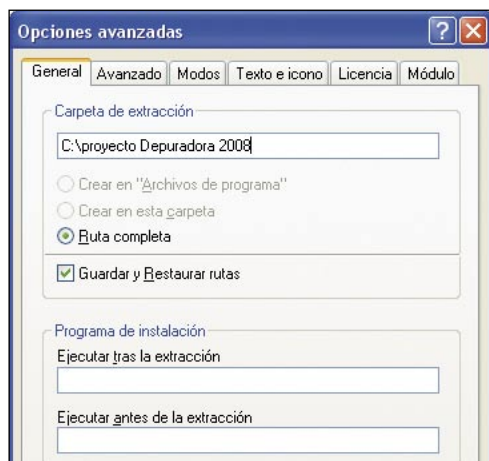 Opciones avanzadas
General Avanzado Modos Texto e icono Licencia Módulo
Carpeta de extracción
C:\proyecto Depuradora 2008
Crear en "Archivos de programa"
Crear en esta carpeta
Ruta completa
Guardar y Restaurar rutas
Programa de instalación
Ejecutar tras la extracción
Ejecutar antes de la extracción